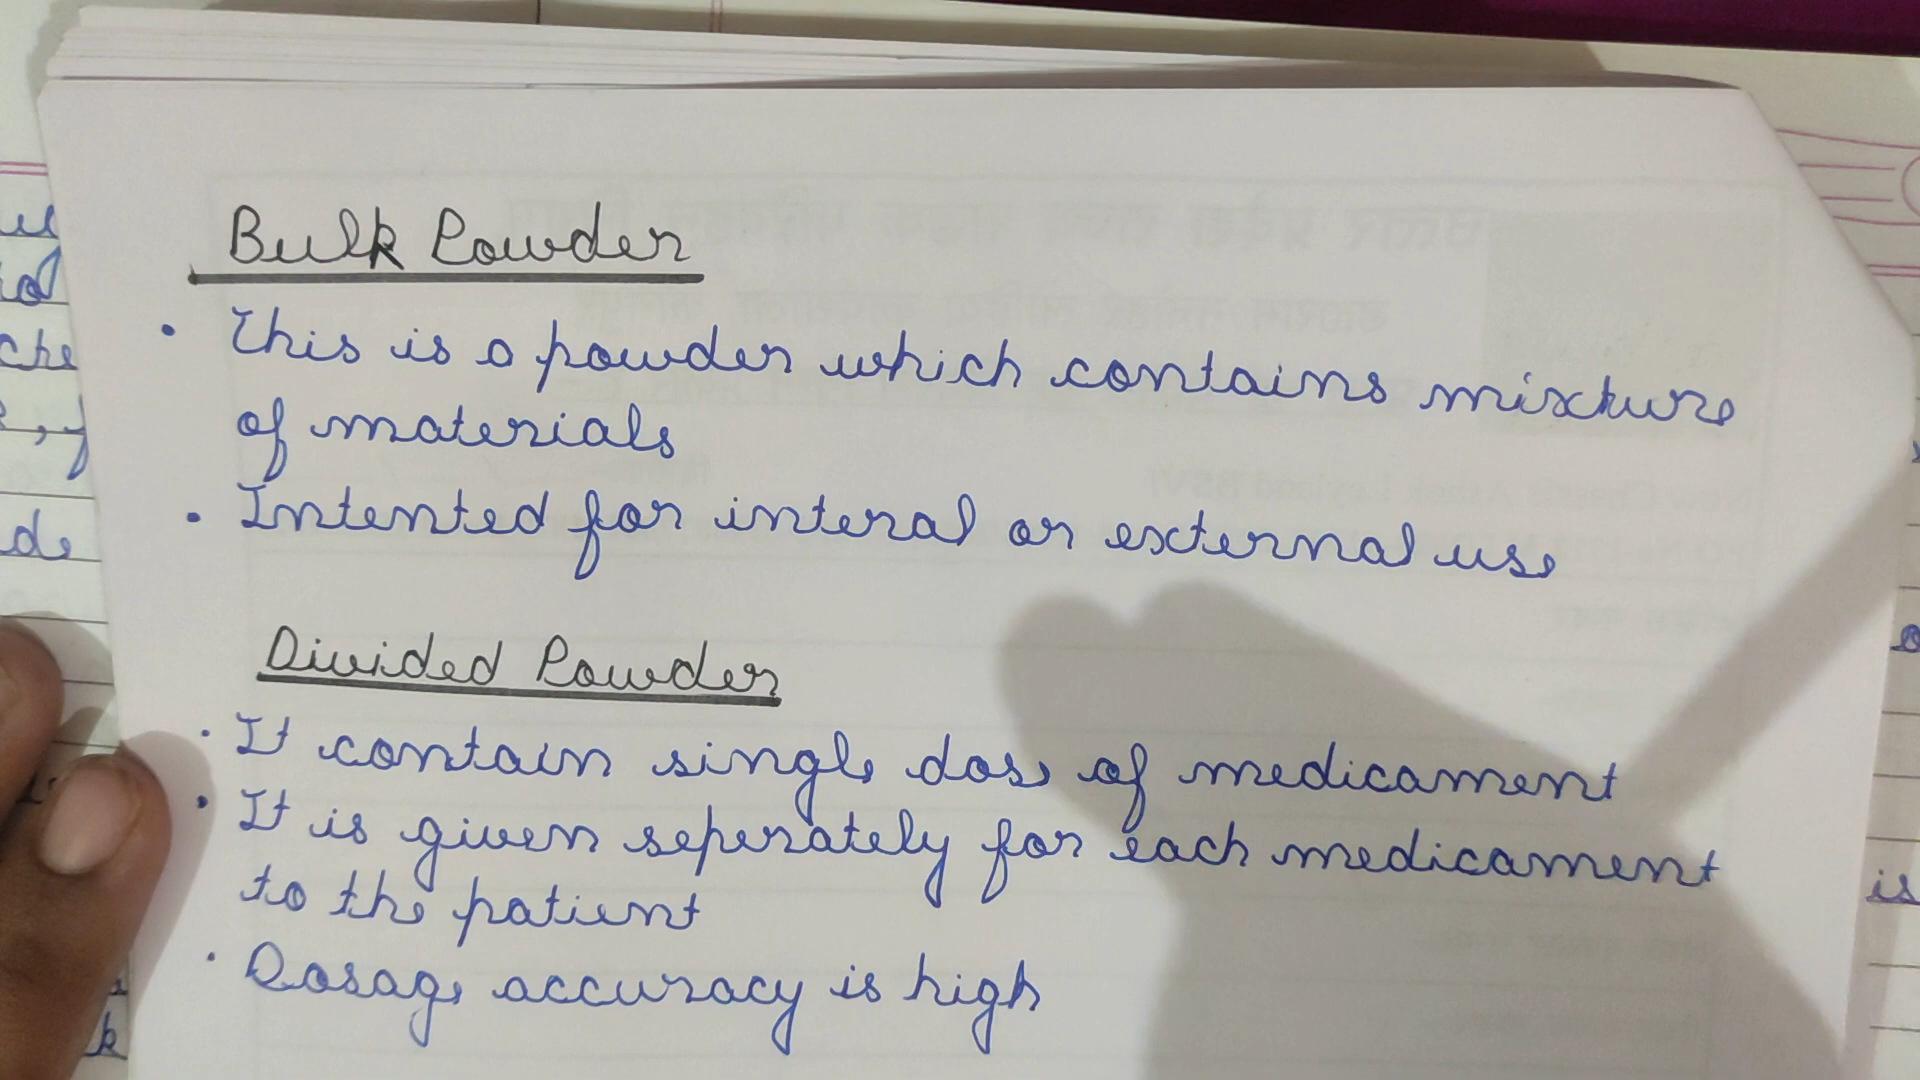 Bulk Powder
• This is a powder which contains mixture
of materials
• Intented for interal or external use
Divided Powder
• It contain single dose of medicament
• It is given seperately for each medicament
to the patient
• Dosage accuracy is high